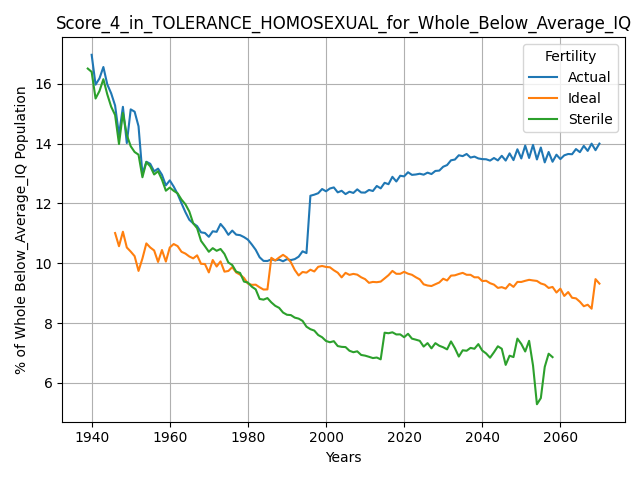 Score_4_in_TOLERANCE_HOMOSEXUAL_for_Whole_Below_Average_IQ
% of Whole Below_Average_IQ Population
16
14
12
10
8
6
Fertility
Actual
Ideal
Sterile
1940 1960 1980 2000 2020 2040 2060
Years